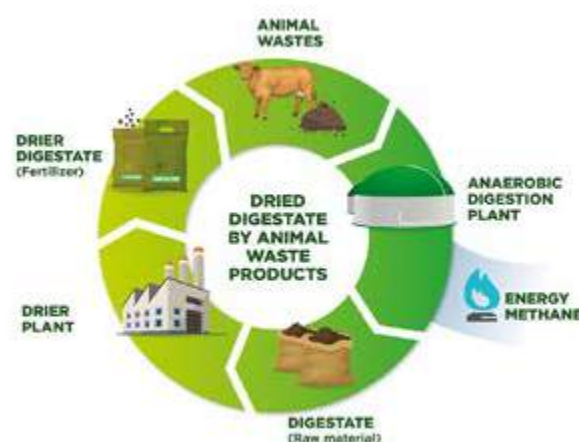 ANIMAL
WASTES
DRIER
DIGESTATE
(Fertilizer)
DRIED
DIGESTATE
BY ANIMAL
WASTE
PRODUCTS
ANAEROBIC
DIGESTION
PLANT
ENERGY
METHANE
DRIER
PLANT
DIGESTATE
(Raw material)